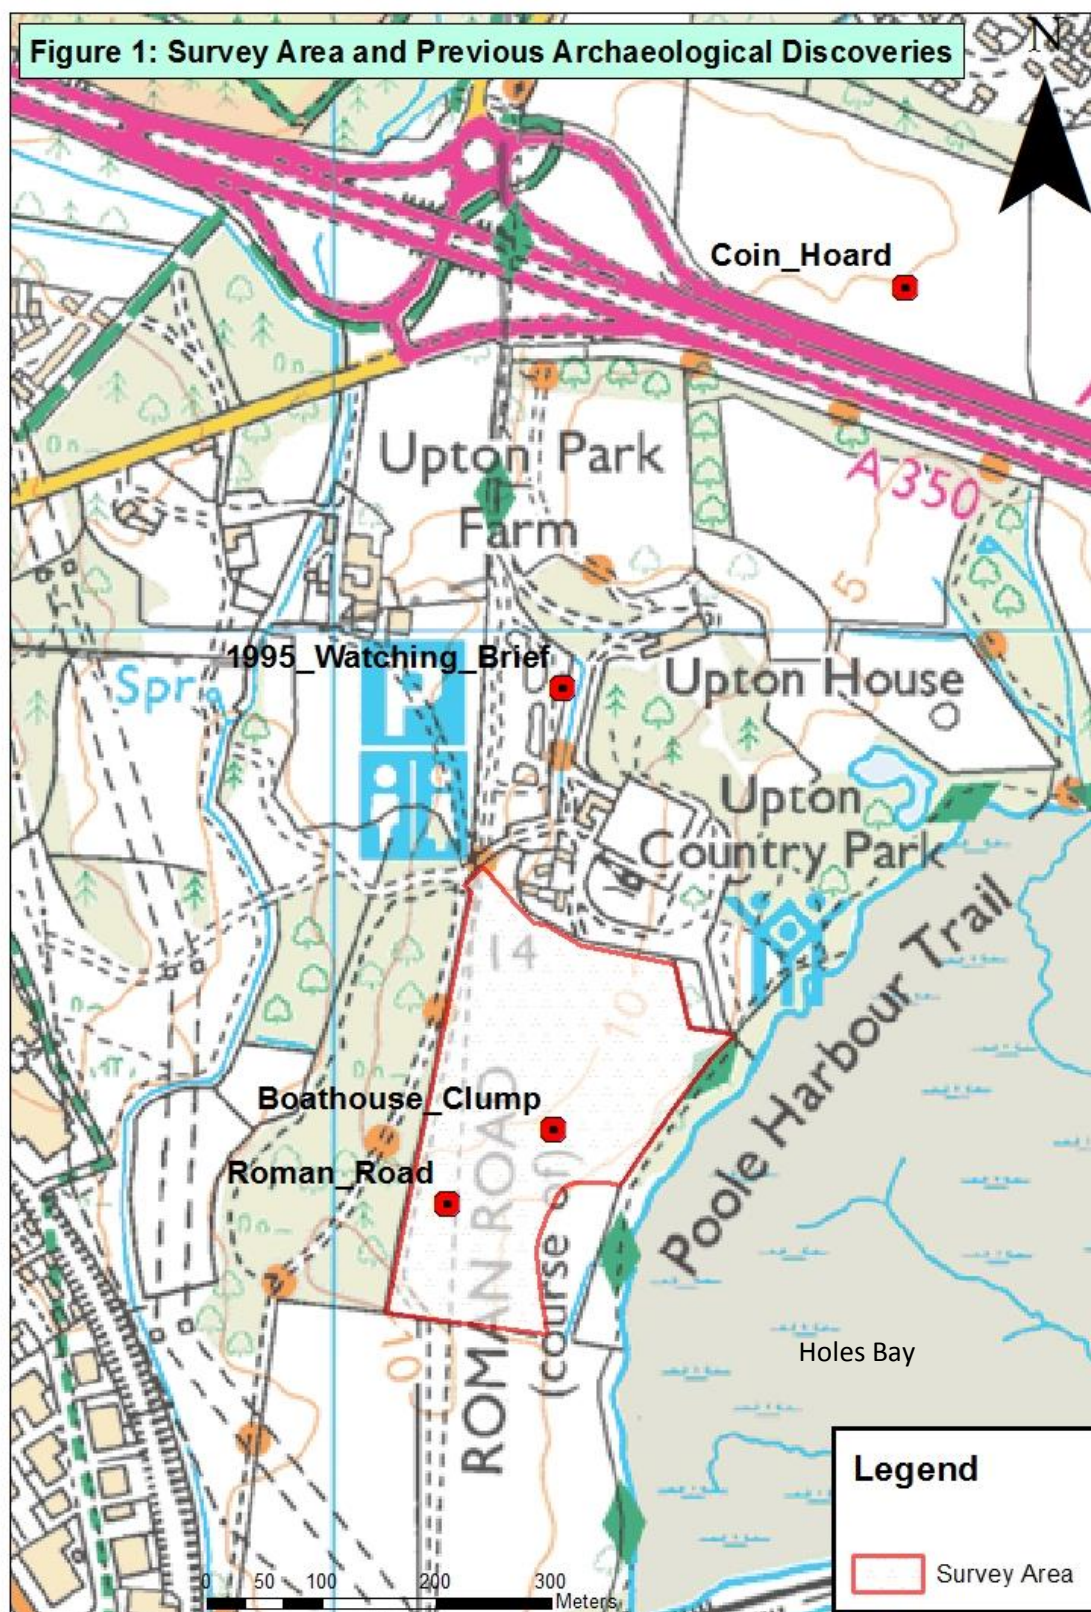 Figure 1: Survey Area and Previous Archaeological Discoveries
N
Coin_Hoard
Upton Park
Farm
A 350
5
1995_Watching_Brief
Spr
P
Upton House
Upton
Country Park
14
10
Poole Harbour Trail
Boathouse_Clump
Roman_Road
ROMAN ROAD
(course of)
10
Holes Bay
Legend
Survey Area
0 50 100 200 300
Meters